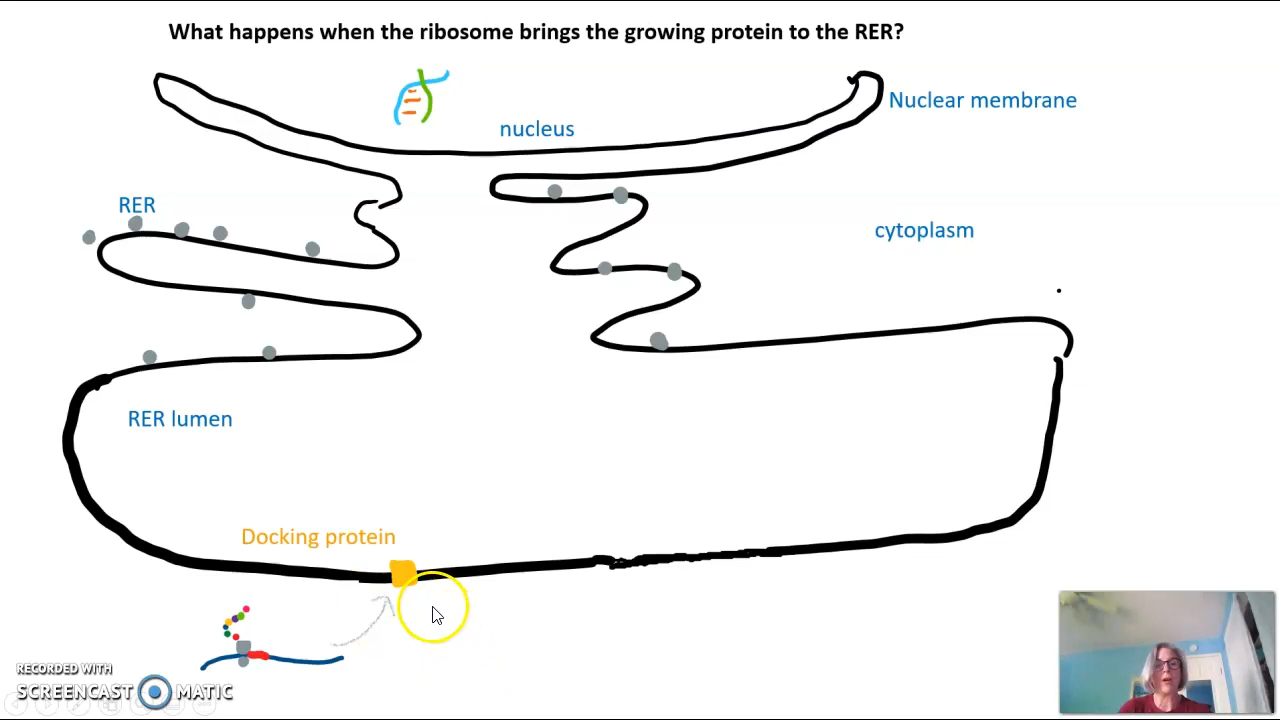 What happens when the ribosome brings the growing protein to the RER?
Nuclear membrane
nucleus
RER
cytoplasm
RER lumen
Docking protein
RECORDED WITH
SCREENCAST MATIC